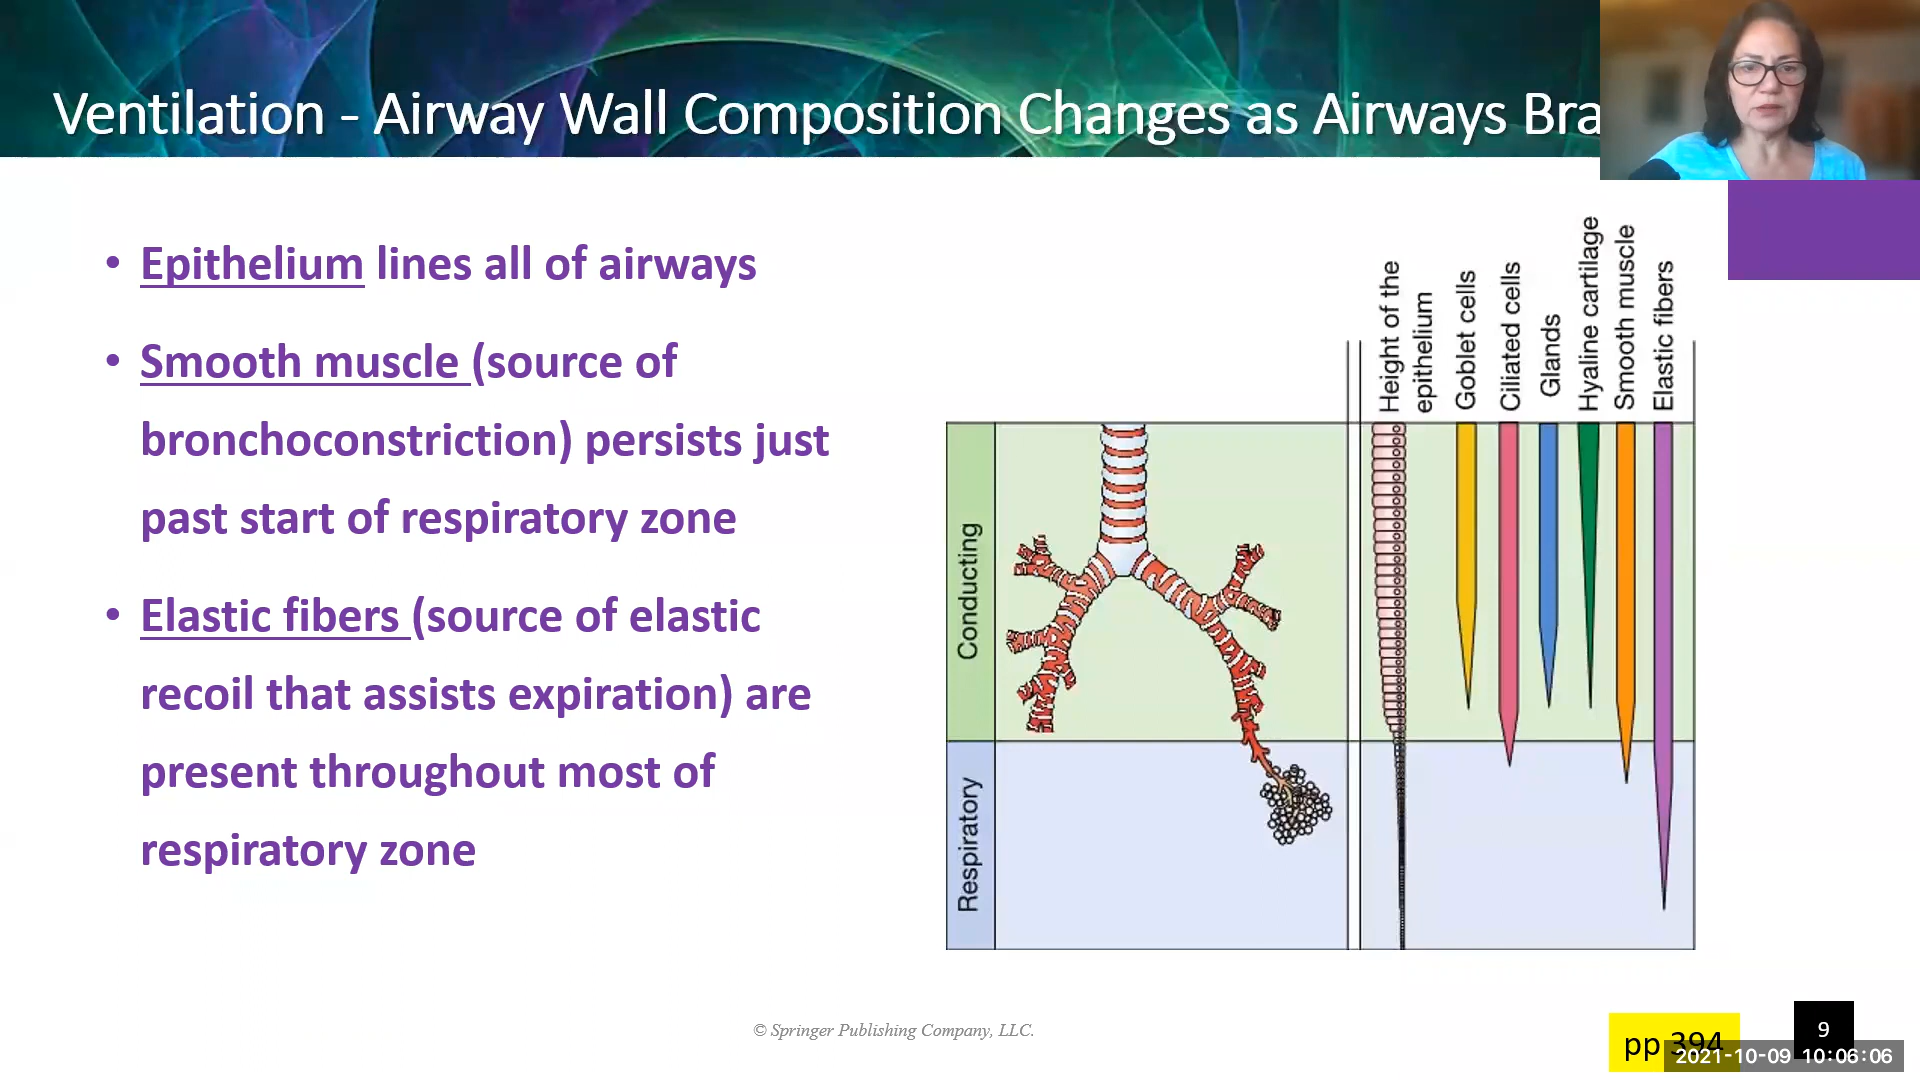 Ventilation - Airway Wall Composition Changes as Airways Bra
• Epithelium lines all of airways
• Smooth muscle (source of
bronchoconstriction) persists just
past start of respiratory zone
• Elastic fibers (source of elastic
recoil that assists expiration) are
present throughout most of
respiratory zone
Height of the
epithelium
Goblet cells
Ciliated cells
Glands
Hyaline cartilage
Smooth muscle
Elastic fibers
Conducting
Respiratory
© Springer Publishing Company, LLC.
pp 394
9
2021-10-09 10:06:06